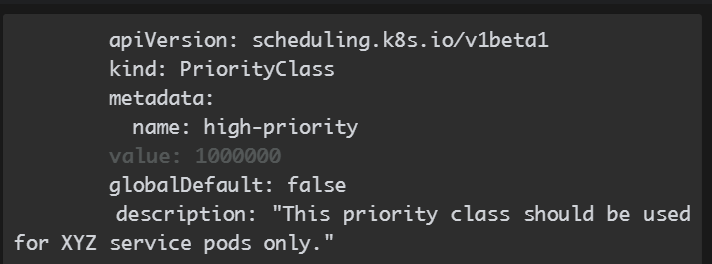 apiVersion: scheduling.k8s.io/v1beta1
kind: PriorityClass
metadata:
  name: high-priority
value: 1000000
globalDefault: false
description: "This priority class should be used
for XYZ service pods only."